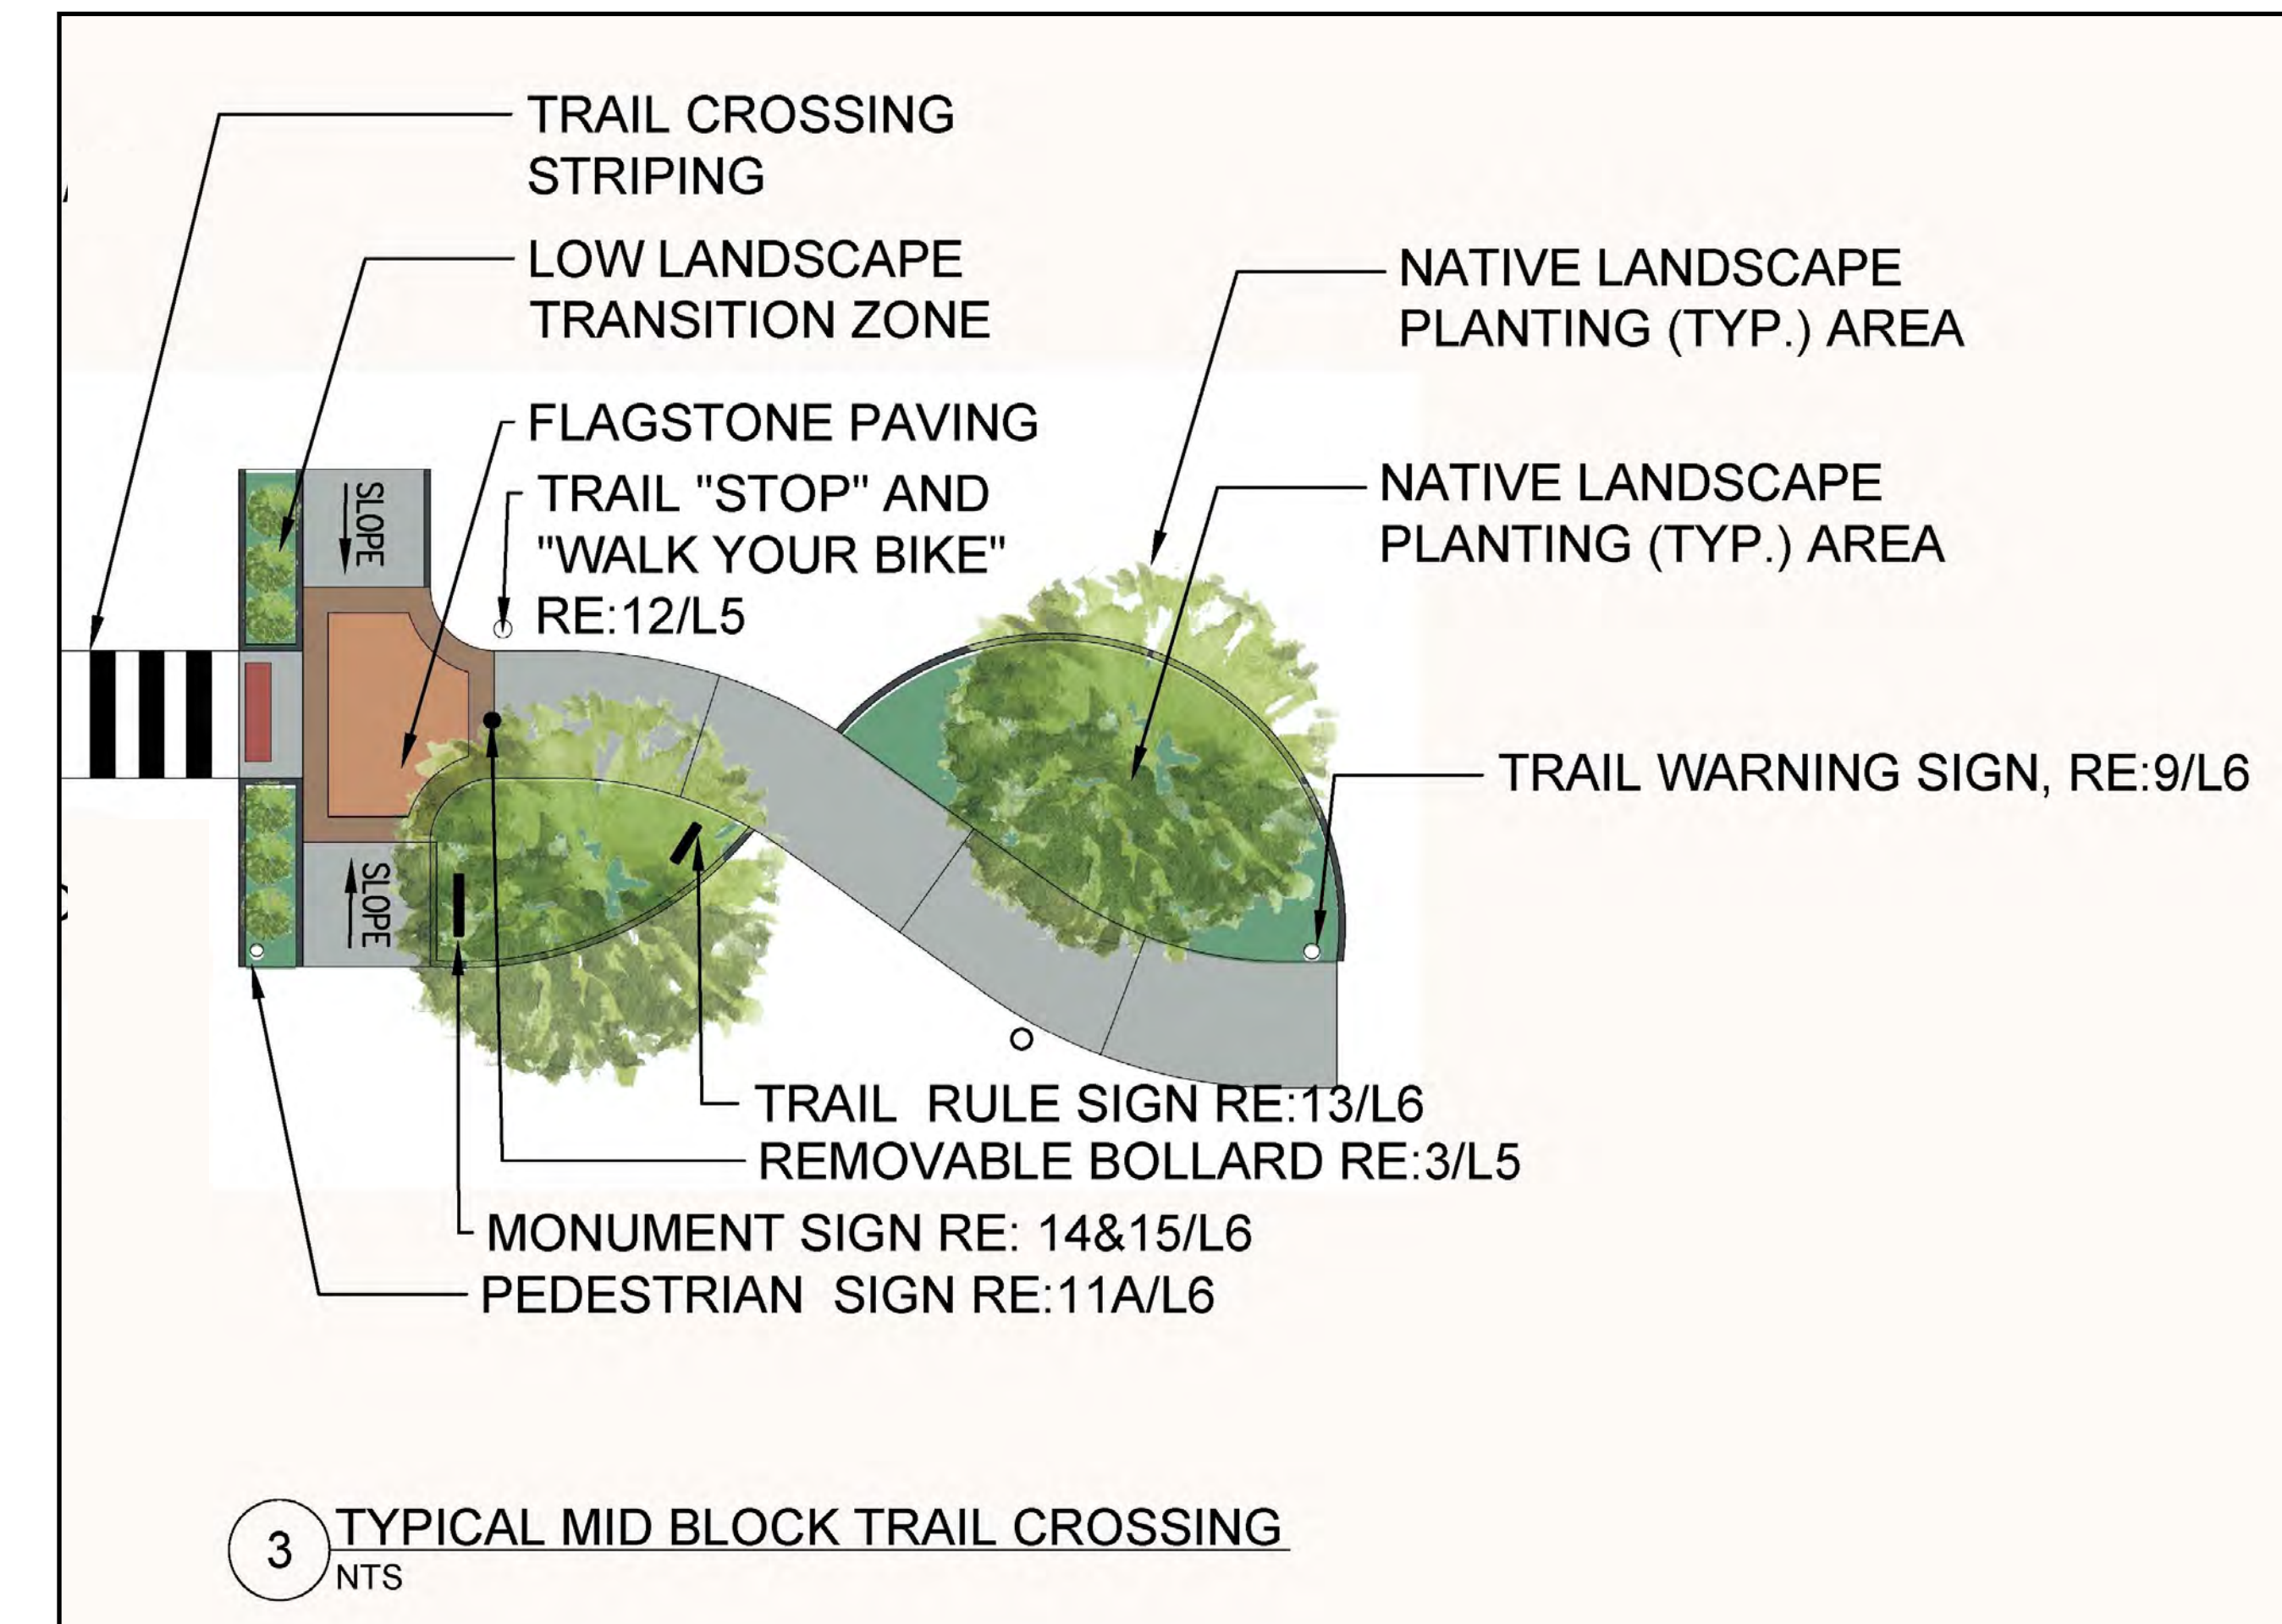 TRAIL CROSSING
STRIPING
LOW LANDSCAPE
TRANSITION ZONE
FLAGSTONE PAVING
TRAIL "STOP" AND
"WALK YOUR BIKE"
RE:12/L5
NATIVE LANDSCAPE
PLANTING (TYP.) AREA
NATIVE LANDSCAPE
PLANTING (TYP.) AREA
TRAIL WARNING SIGN, RE:9/L6
SLOPE
SLOPE
TRAIL RULE SIGN RE:13/L6
REMOVABLE BOLLARD RE:3/L5
MONUMENT SIGN RE: 14&15/L6
PEDESTRIAN SIGN RE:11A/L6
3 TYPICAL MID BLOCK TRAIL CROSSING
NTS